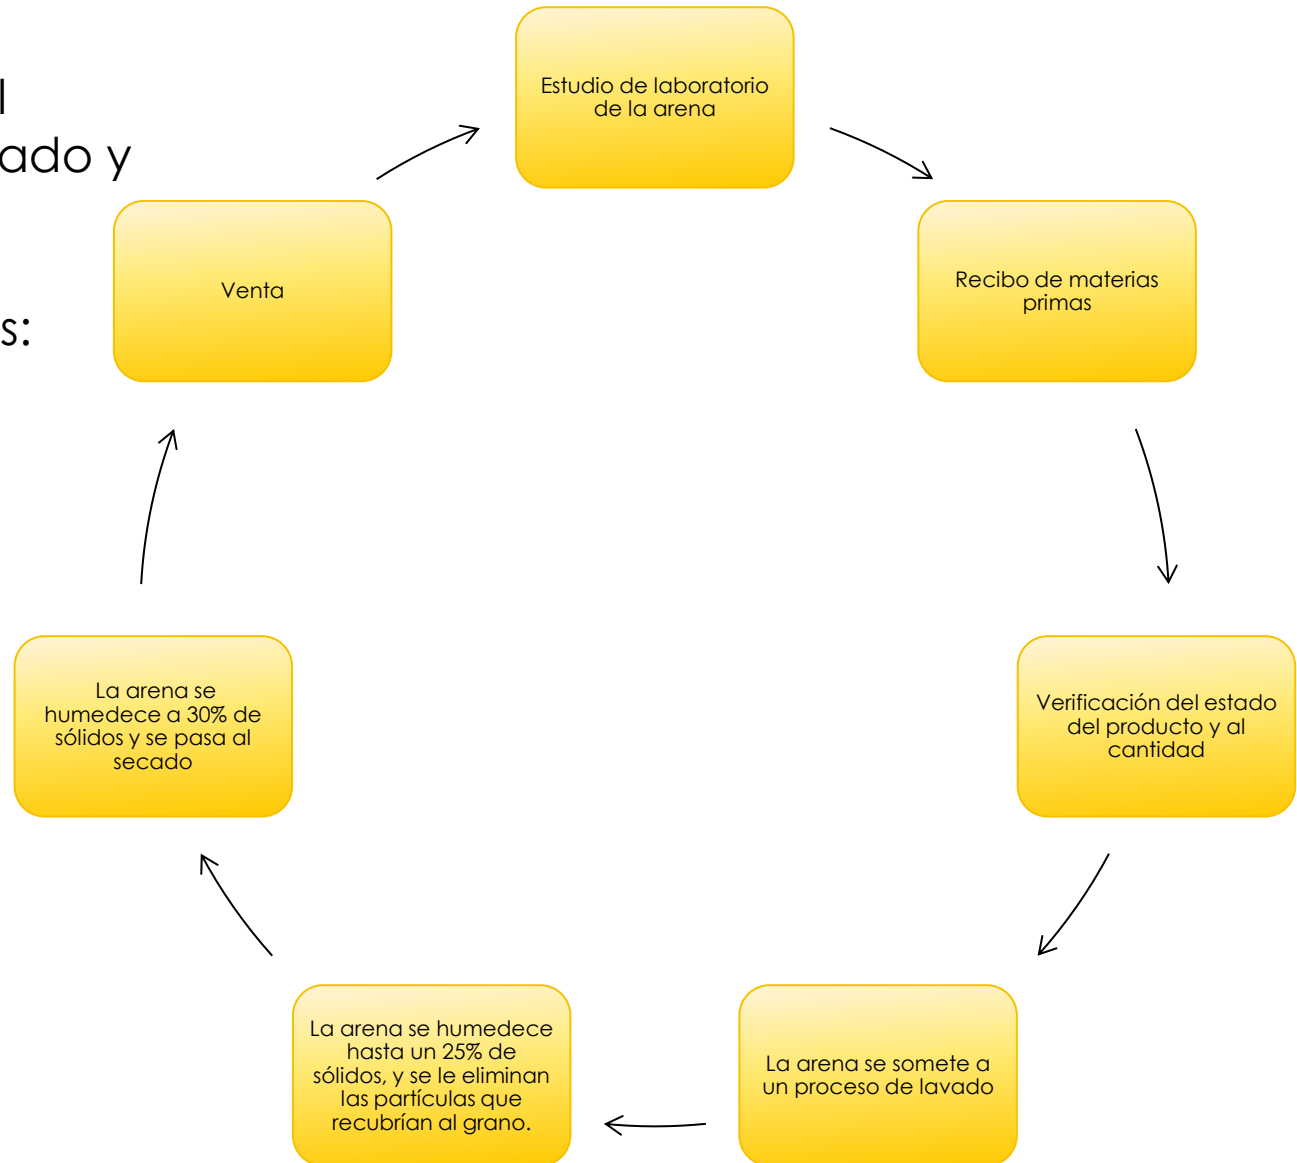 l
ado y
s:
Estudio de laboratorio
de la arena
Recibo de materias
primas
Verificación del estado
del producto y al
cantidad
La arena se somete a
un proceso de lavado
La arena se humedece
hasta un 25% de
sólidos, y se le eliminan
las partículas que
recubrían al grano.
La arena se
humedece a 30% de
sólidos y se pasa al
secado
Venta